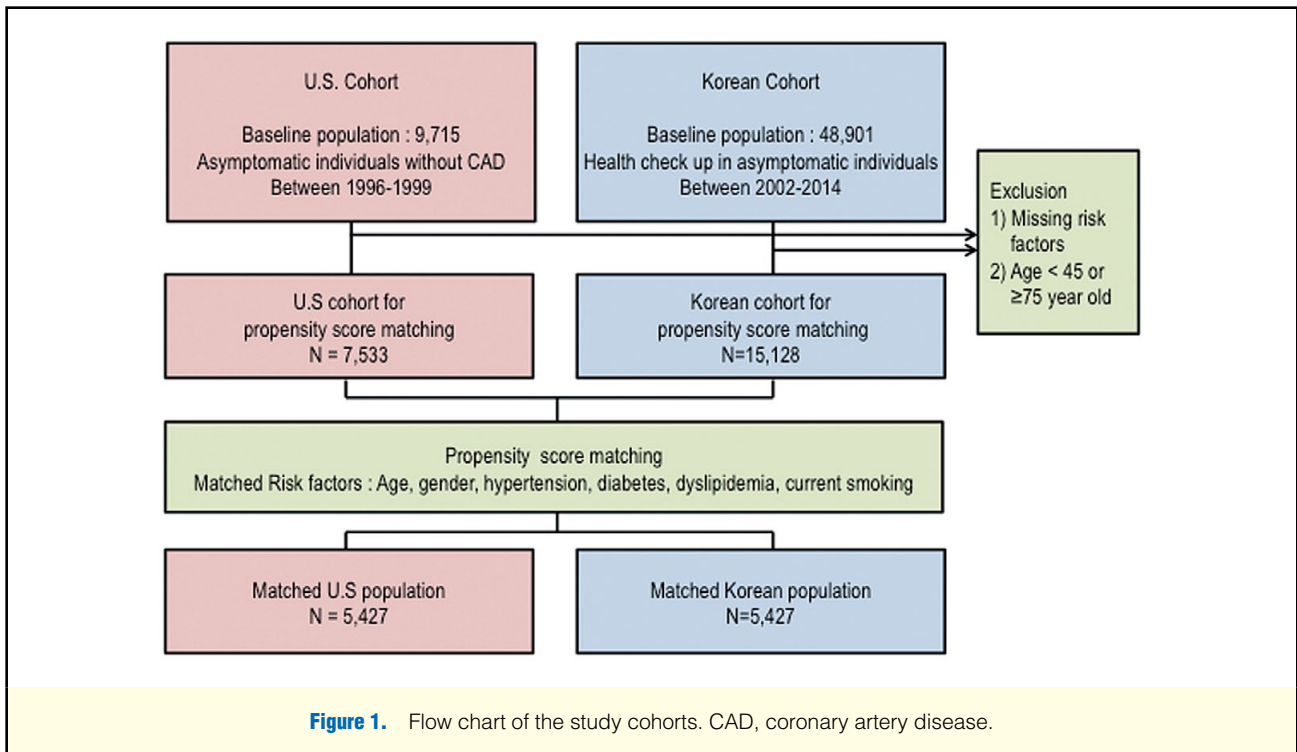 U.S. Cohort
Baseline population : 9,715
Asymptomatic individuals without CAD
Between 1996-1999
Korean Cohort
Baseline population : 48,901
Health check up in asymptomatic individuals
Between 2002-2014
Exclusion
1) Missing risk
factors
2) Age < 45 or
≥75 year old
U.S cohort for
propensity score matching
N = 7,533
Korean cohort for
propensity score matching
N=15,128
Propensity score matching
Matched Risk factors : Age, gender, hypertension, diabetes, dyslipidemia, current smoking
Matched U.S population
N = 5,427
Matched Korean population
N=5,427
Figure 1. Flow chart of the study cohorts. CAD, coronary artery disease.